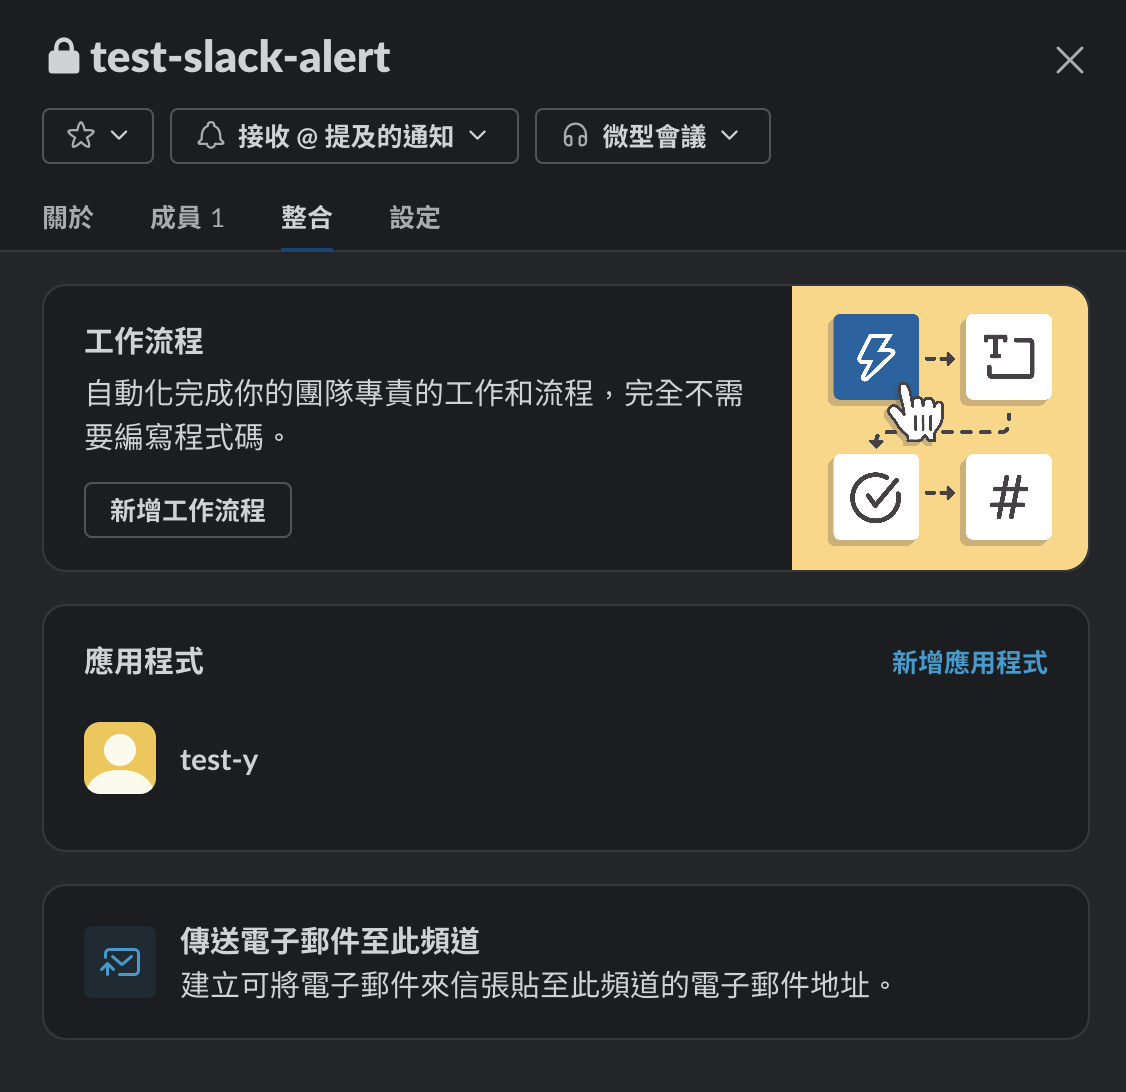 test-slack-alert
接收 @ 提及的通知
微型會議
關於
成員 1
整合
設定
工作流程
自動化完成你的團隊專責的工作和流程，完全不需
要編寫程式碼。
新增工作流程
T
#
應用程式
新增應用程式
test-y
傳送電子郵件至此頻道
建立可將電子郵件來信張貼至此頻道的電子郵件地址。